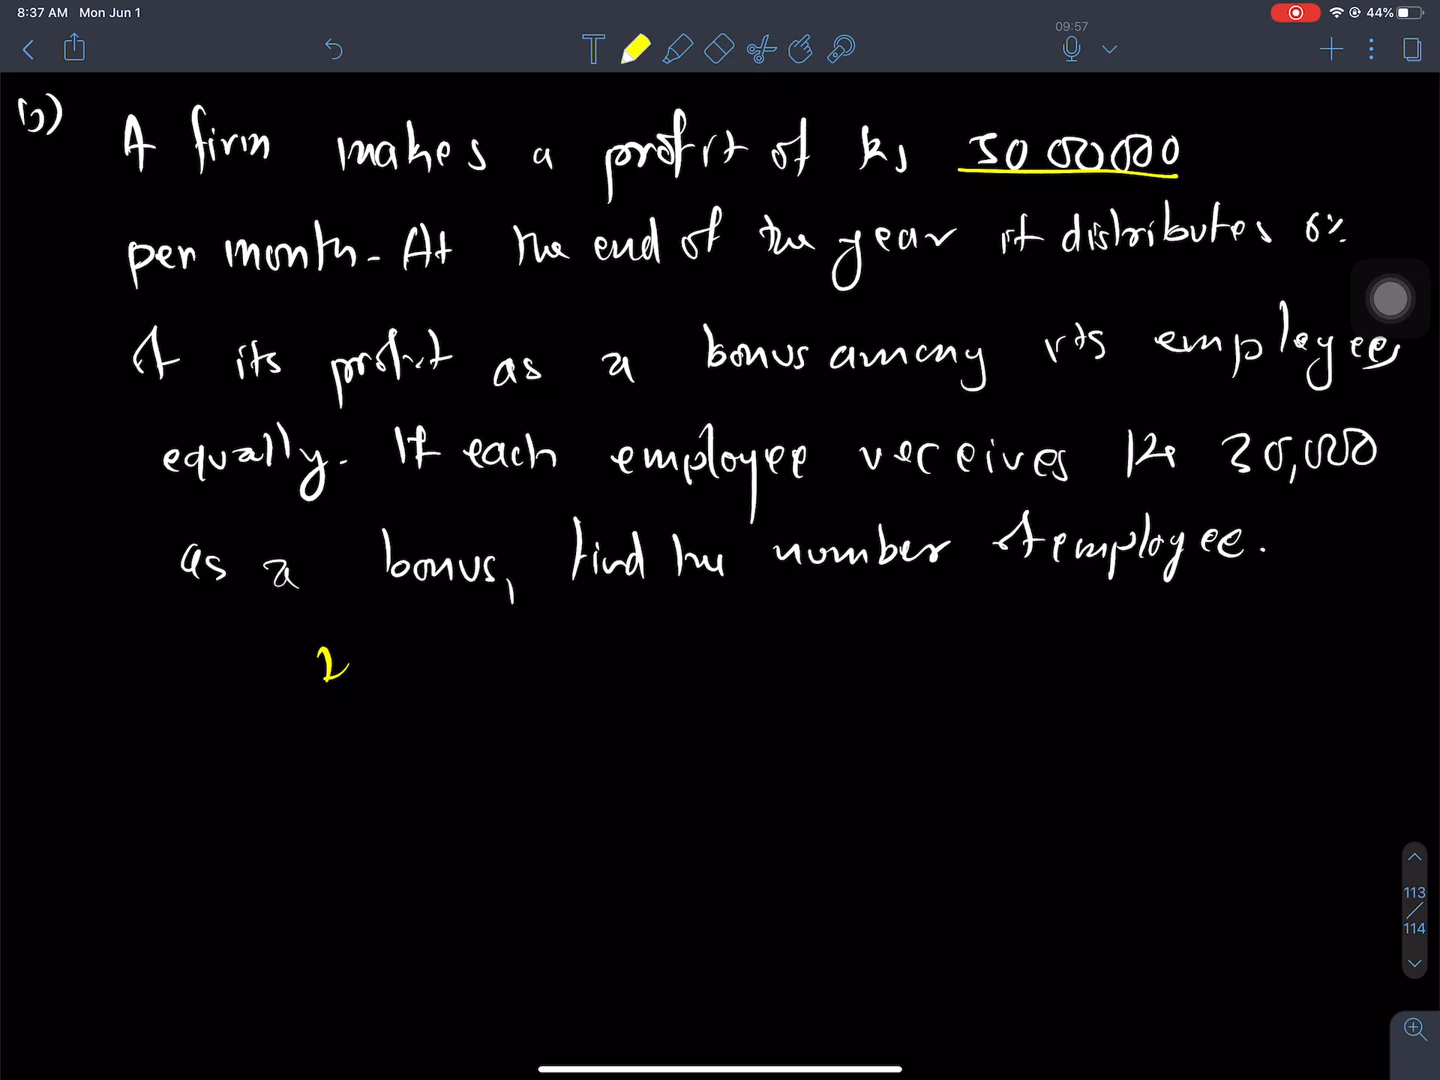 8:37 AM Mon Jun 1
44%
09:57
b) A firm makes a profit of Rs 5000000
per month. At the end of the year it distributes 6%
of its profit as a bonus among its employees
equally. If each employee receives Rs 30,000
as a bonus, find the number of employee.
2
113
114